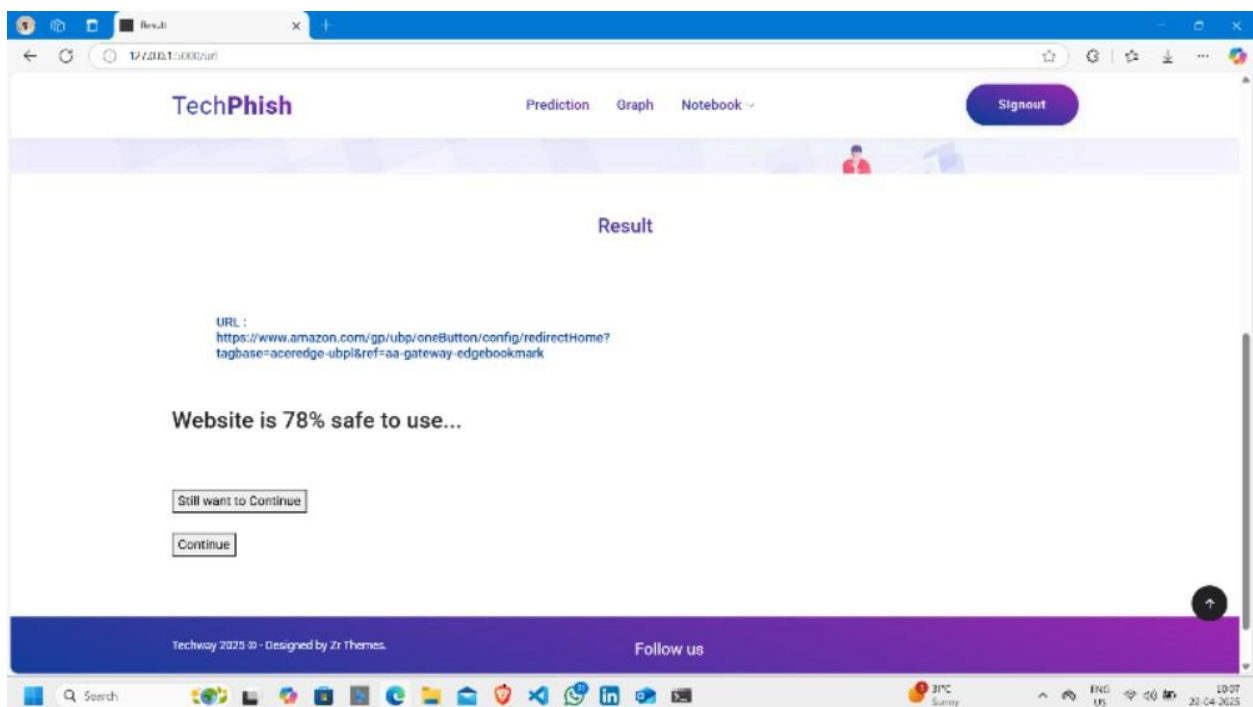 Result
127.0.0.1:5000/url
TechPhish
Prediction Graph Notebook
Signout
Result
URL :
https://www.amazon.com/gp/ubp/oneButton/config/redirectHome?
tagbase=aceredge-ubpl&ref=aa-gateway-edgebookmark
Website is 78% safe to use...
Still want to Continue
Continue
Techway 2025 © - Designed by Zr Themes.
Follow us
Search
31°C
Sunny
ENG
US
10:07
22-04-2025